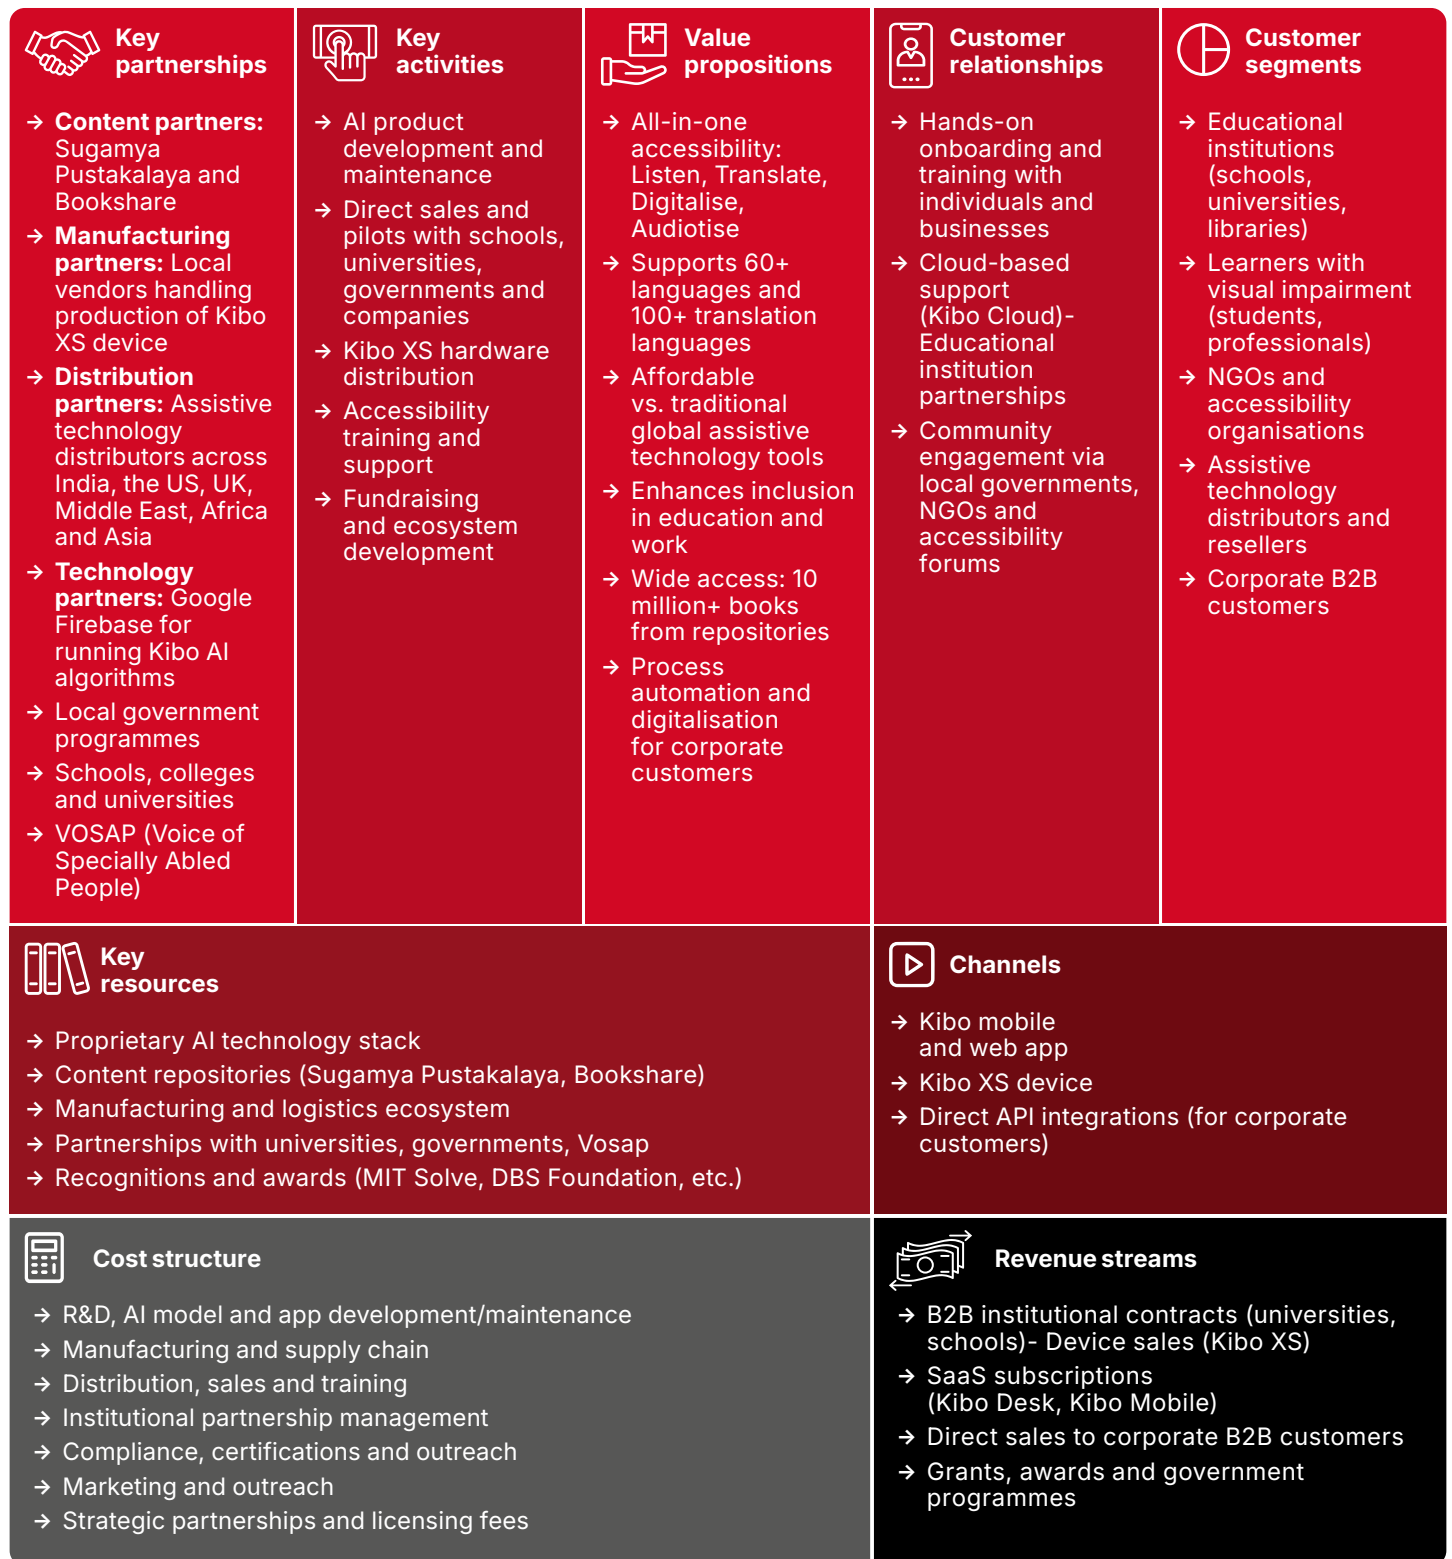 Key
partnerships
→ Content partners:
Sugamya
Pustakalaya and
Bookshare
→ Manufacturing
partners: Local
vendors handling
production of Kibo
XS device
→ Distribution
partners: Assistive
technology
distributors across
India, the US, UK,
Middle East, Africa
and Asia
→ Technology
partners: Google
Firebase for
running Kibo AI
algorithms
→ Local government
programmes
→ Schools, colleges
and universities
→ VOSAP (Voice of
Specially Abled
People)
Key
activities
→ AI product
development and
maintenance
→ Direct sales and
pilots with schools,
universities,
governments and
companies
→ Kibo XS hardware
distribution
→ Accessibility
training and
support
→ Fundraising
and ecosystem
development
Value
propositions
→ All-in-one
accessibility:
Listen, Translate,
Digitalise,
Audiotise
→ Supports 60+
languages and
100+ translation
languages
→ Affordable
vs. traditional
global assistive
technology tools
→ Enhances inclusion
in education and
work
→ Wide access: 10
million+ books
from repositories
→ Process
automation and
digitalisation
for corporate
customers
Customer
relationships
→ Hands-on
onboarding and
training with
individuals and
businesses
→ Cloud-based
support
(Kibo Cloud)-
Educational
institution
partnerships
→ Community
engagement via
local governments,
NGOs and
accessibility
forums
Customer
segments
→ Educational
institutions
(schools,
universities,
libraries)
→ Learners with
visual impairment
(students,
professionals)
→ NGOs and
accessibility
organisations
→ Assistive
technology
distributors and
resellers
→ Corporate B2B
customers
Key
resources
→ Proprietary AI technology stack
→ Content repositories (Sugamya Pustakalaya, Bookshare)
→ Manufacturing and logistics ecosystem
→ Partnerships with universities, governments, Vosap
→ Recognitions and awards (MIT Solve, DBS Foundation, etc.)
Channels
→ Kibo mobile
and web app
→ Kibo XS device
→ Direct API integrations (for corporate
customers)
Cost structure
→ R&D, AI model and app development/maintenance
→ Manufacturing and supply chain
→ Distribution, sales and training
→ Institutional partnership management
→ Compliance, certifications and outreach
→ Marketing and outreach
→ Strategic partnerships and licensing fees
Revenue streams
→ B2B institutional contracts (universities,
schools)- Device sales (Kibo XS)
→ SaaS subscriptions
(Kibo Desk, Kibo Mobile)
→ Direct sales to corporate B2B customers
→ Grants, awards and government
programmes